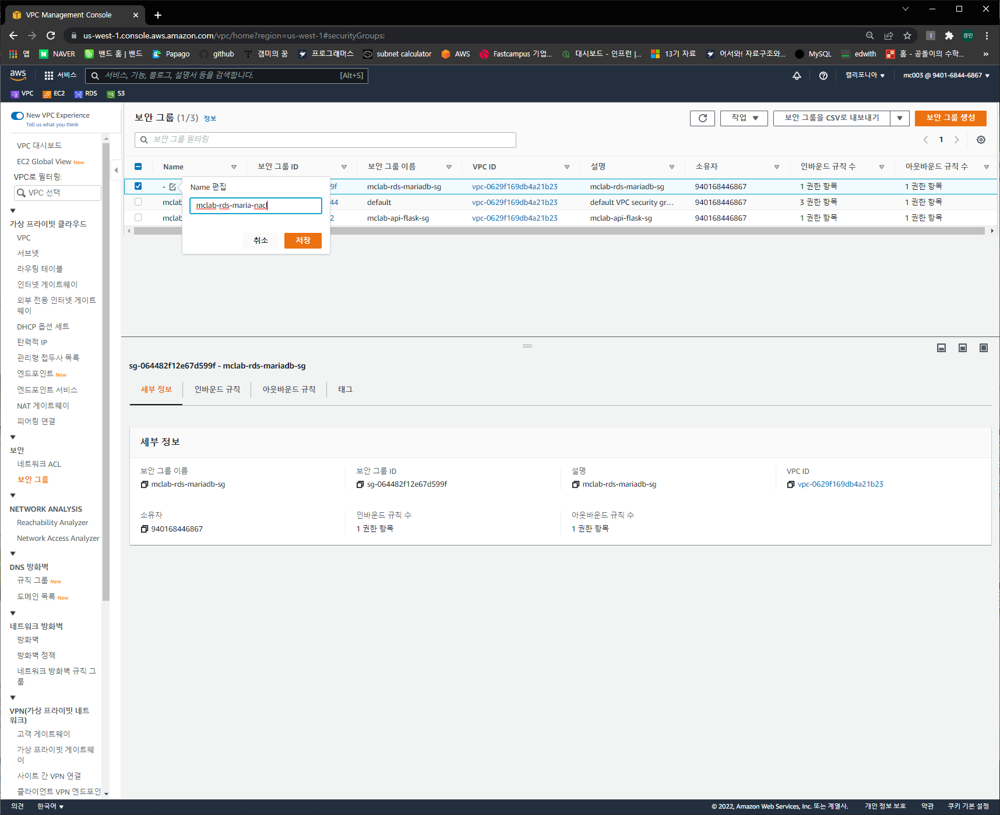 VPC Management Console
us-west-1.console.aws.amazon.com/vpc/home?region=us-west-1#securityGroups:
경민
앱 NAVER 밴드 홈 | 밴드 Papago github 캠미의 꿈 프로그래머스 subnet calculator AWS Fastcampus 기업... 대시보드 - 인프런 |... 13기 자료 어서와! 자료구조와... MySQL edwith 홈 - 공돌이의 수학... »
aws 서비스 서비스, 기능, 블로그, 설명서 등을 검색합니다. [Alt+S] 캘리포니아 mc003 @ 9401-6844-6867
VPC EC2 RDS S3
New VPC Experience
Tell us what you think
VPC 대시보드
EC2 Global View New
VPC로 필터링:
VPC 선택
가상 프라이빗 클라우드
VPC
서브넷
라우팅 테이블
인터넷 게이트웨이
외부 전용 인터넷 게이트
웨이
DHCP 옵션 세트
탄력적 IP
관리형 접두사 목록
엔드포인트 New
엔드포인트 서비스
NAT 게이트웨이
피어링 연결
보안
네트워크 ACL
보안 그룹
NETWORK ANALYSIS
Reachability Analyzer
Network Access Analyzer
DNS 방화벽
규칙 그룹 New
도메인 목록 New
네트워크 방화벽
방화벽
방화벽 정책
네트워크 방화벽 규칙 그
룹
VPN(가상 프라이빗 네트
워크)
고객 게이트웨이
가상 프라이빗 게이트웨
이
사이트 간 VPN 연결
클라이언트 VPN 엔드포인
보안 그룹 (1/3) 정보
작업 보안 그룹을 CSV로 내보내기 보안 그룹 생성
보안 그룹 필터링
1
Name 보안 그룹 ID 보안 그룹 이름 VPC ID 설명 소유자 인바운드 규칙 수 아웃바운드 규칙 수
- 9f mclab-rds-mariadb-sg vpc-0629f169db4a21b23 mclab-rds-mariadb-sg 940168446867 1 권한 항목 1 권한 항목
mclab 44 default vpc-0629f169db4a21b23 default VPC security gr... 940168446867 3 권한 항목 1 권한 항목
mclab 2 mclab-api-flask-sg vpc-0629f169db4a21b23 mclab-api-flask-sg 940168446867 1 권한 항목 1 권한 항목
Name 편집
mclab-rds-maria-nacl
취소 저장
sg-064482f12e67d599f - mclab-rds-mariadb-sg
세부 정보 인바운드 규칙 아웃바운드 규칙 태그
세부 정보
보안 그룹 이름 보안 그룹 ID 설명 VPC ID
mclab-rds-mariadb-sg sg-064482f12e67d599f mclab-rds-mariadb-sg vpc-0629f169db4a21b23
소유자 인바운드 규칙 수 아웃바운드 규칙 수
940168446867 1 권한 항목 1 권한 항목
의견 한국어 © 2022, Amazon Web Services, Inc. 또는 계열사. 개인 정보 보호 약관 쿠키 기본 설정